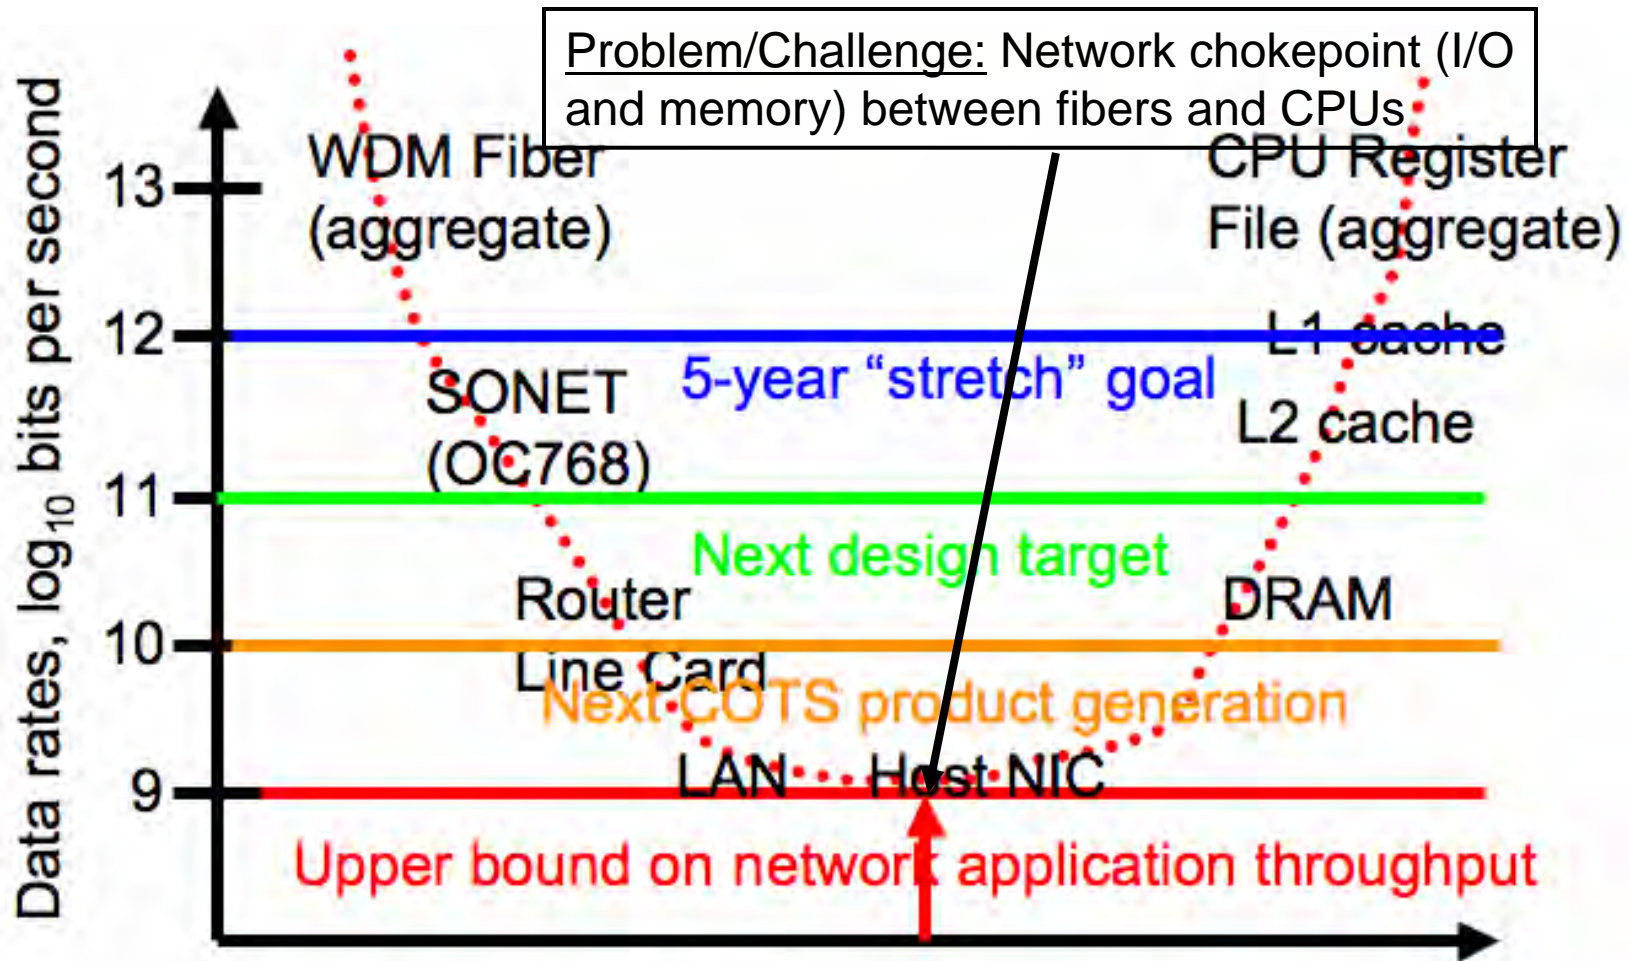 Problem/Challenge: Network chokepoint (I/O
and memory) between fibers and CPUs
Data rates, log10 bits per second
13
12
11
10
9
WDM Fiber
(aggregate)
CPU Register
File (aggregate)
L1 cache
5-year “stretch” goal
SONET
(OC768)
L2 cache
Next design target
Router
Line Card
DRAM
Next COTS product generation
LAN
Host NIC
Upper bound on network application throughput